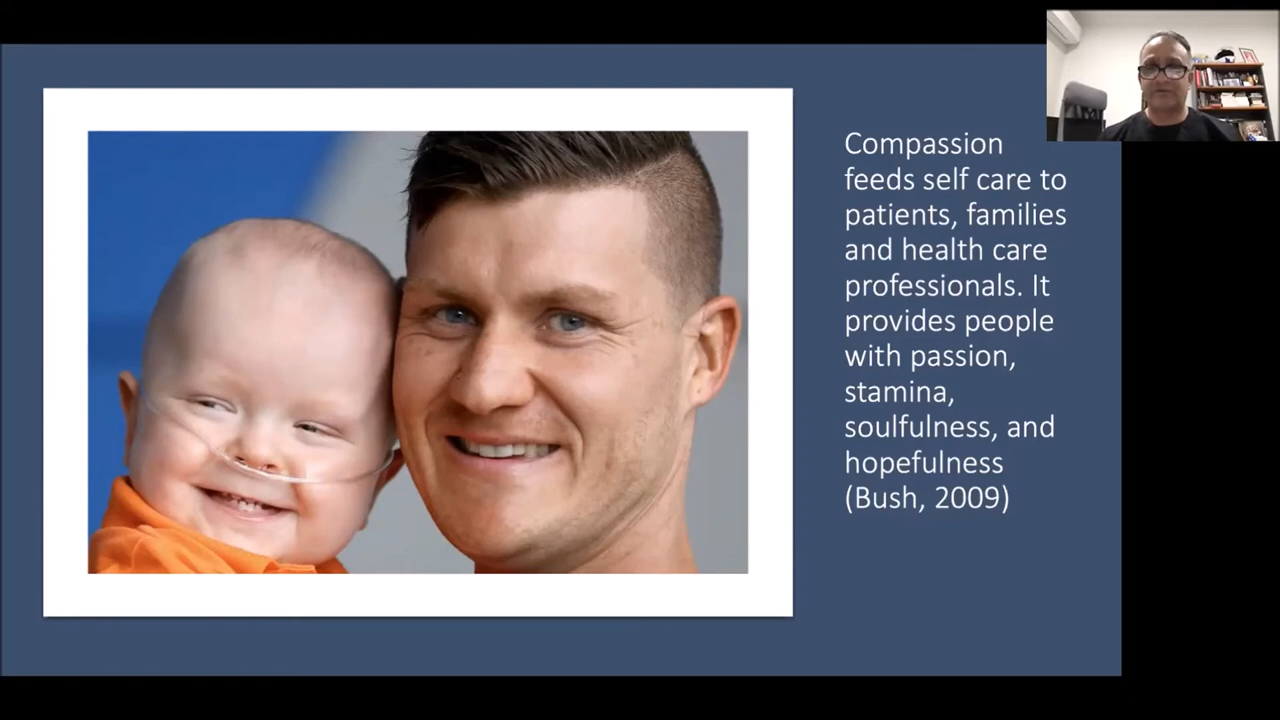 Compassion
feeds self care to
patients, families
and health care
professionals. It
provides people
with passion,
stamina,
soulfulness, and
hopefulness
(Bush, 2009)